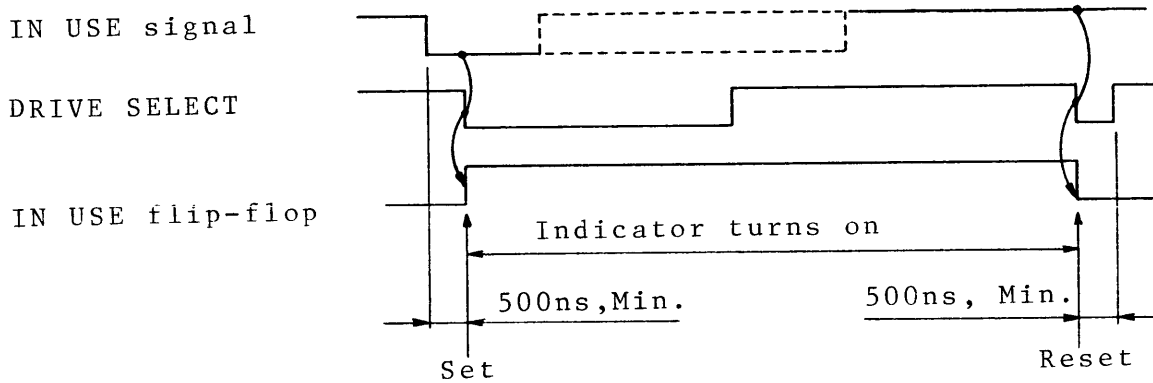 IN USE signal
DRIVE SELECT
IN USE flip-flop
Indicator turns on
500ns,Min.
500ns, Min.
Set
Reset